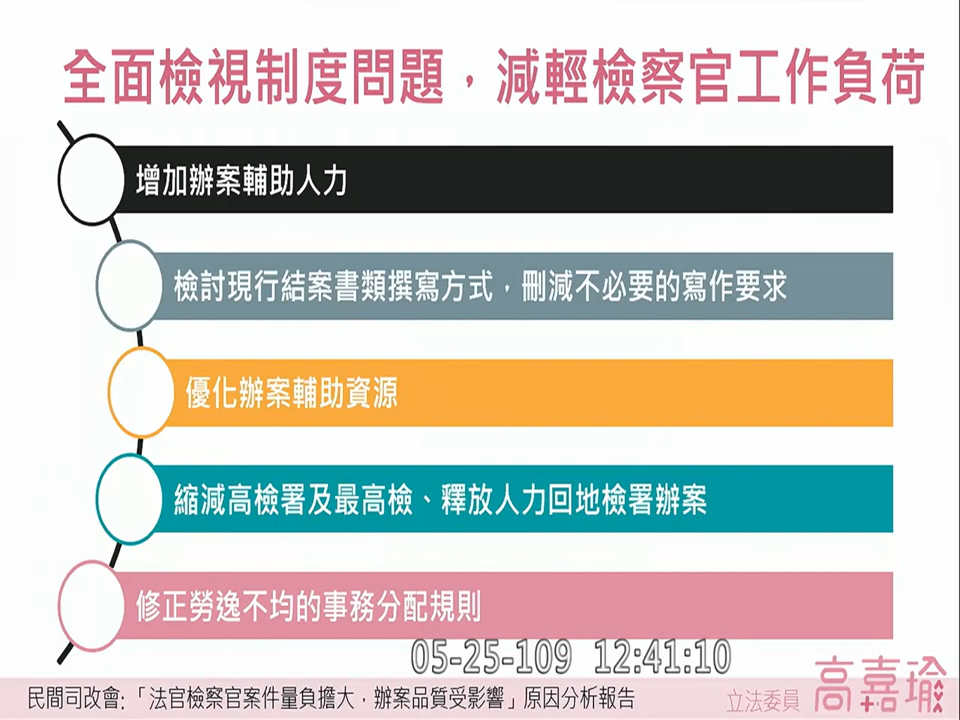 全面檢視制度問題，減輕檢察官工作負荷
增加辦案輔助人力
檢討現行結案書類撰寫方式，刪減不必要的寫作要求
優化辦案輔助資源
縮減高檢署及最高檢、釋放人力回地檢署辦案
修正勞逸不均的事務分配規則
05-25-109 12:41:10
民間司改會:「法官檢察官案件量負擔大，辦案品質受影響」原因分析報告
立法委員 高嘉瑜